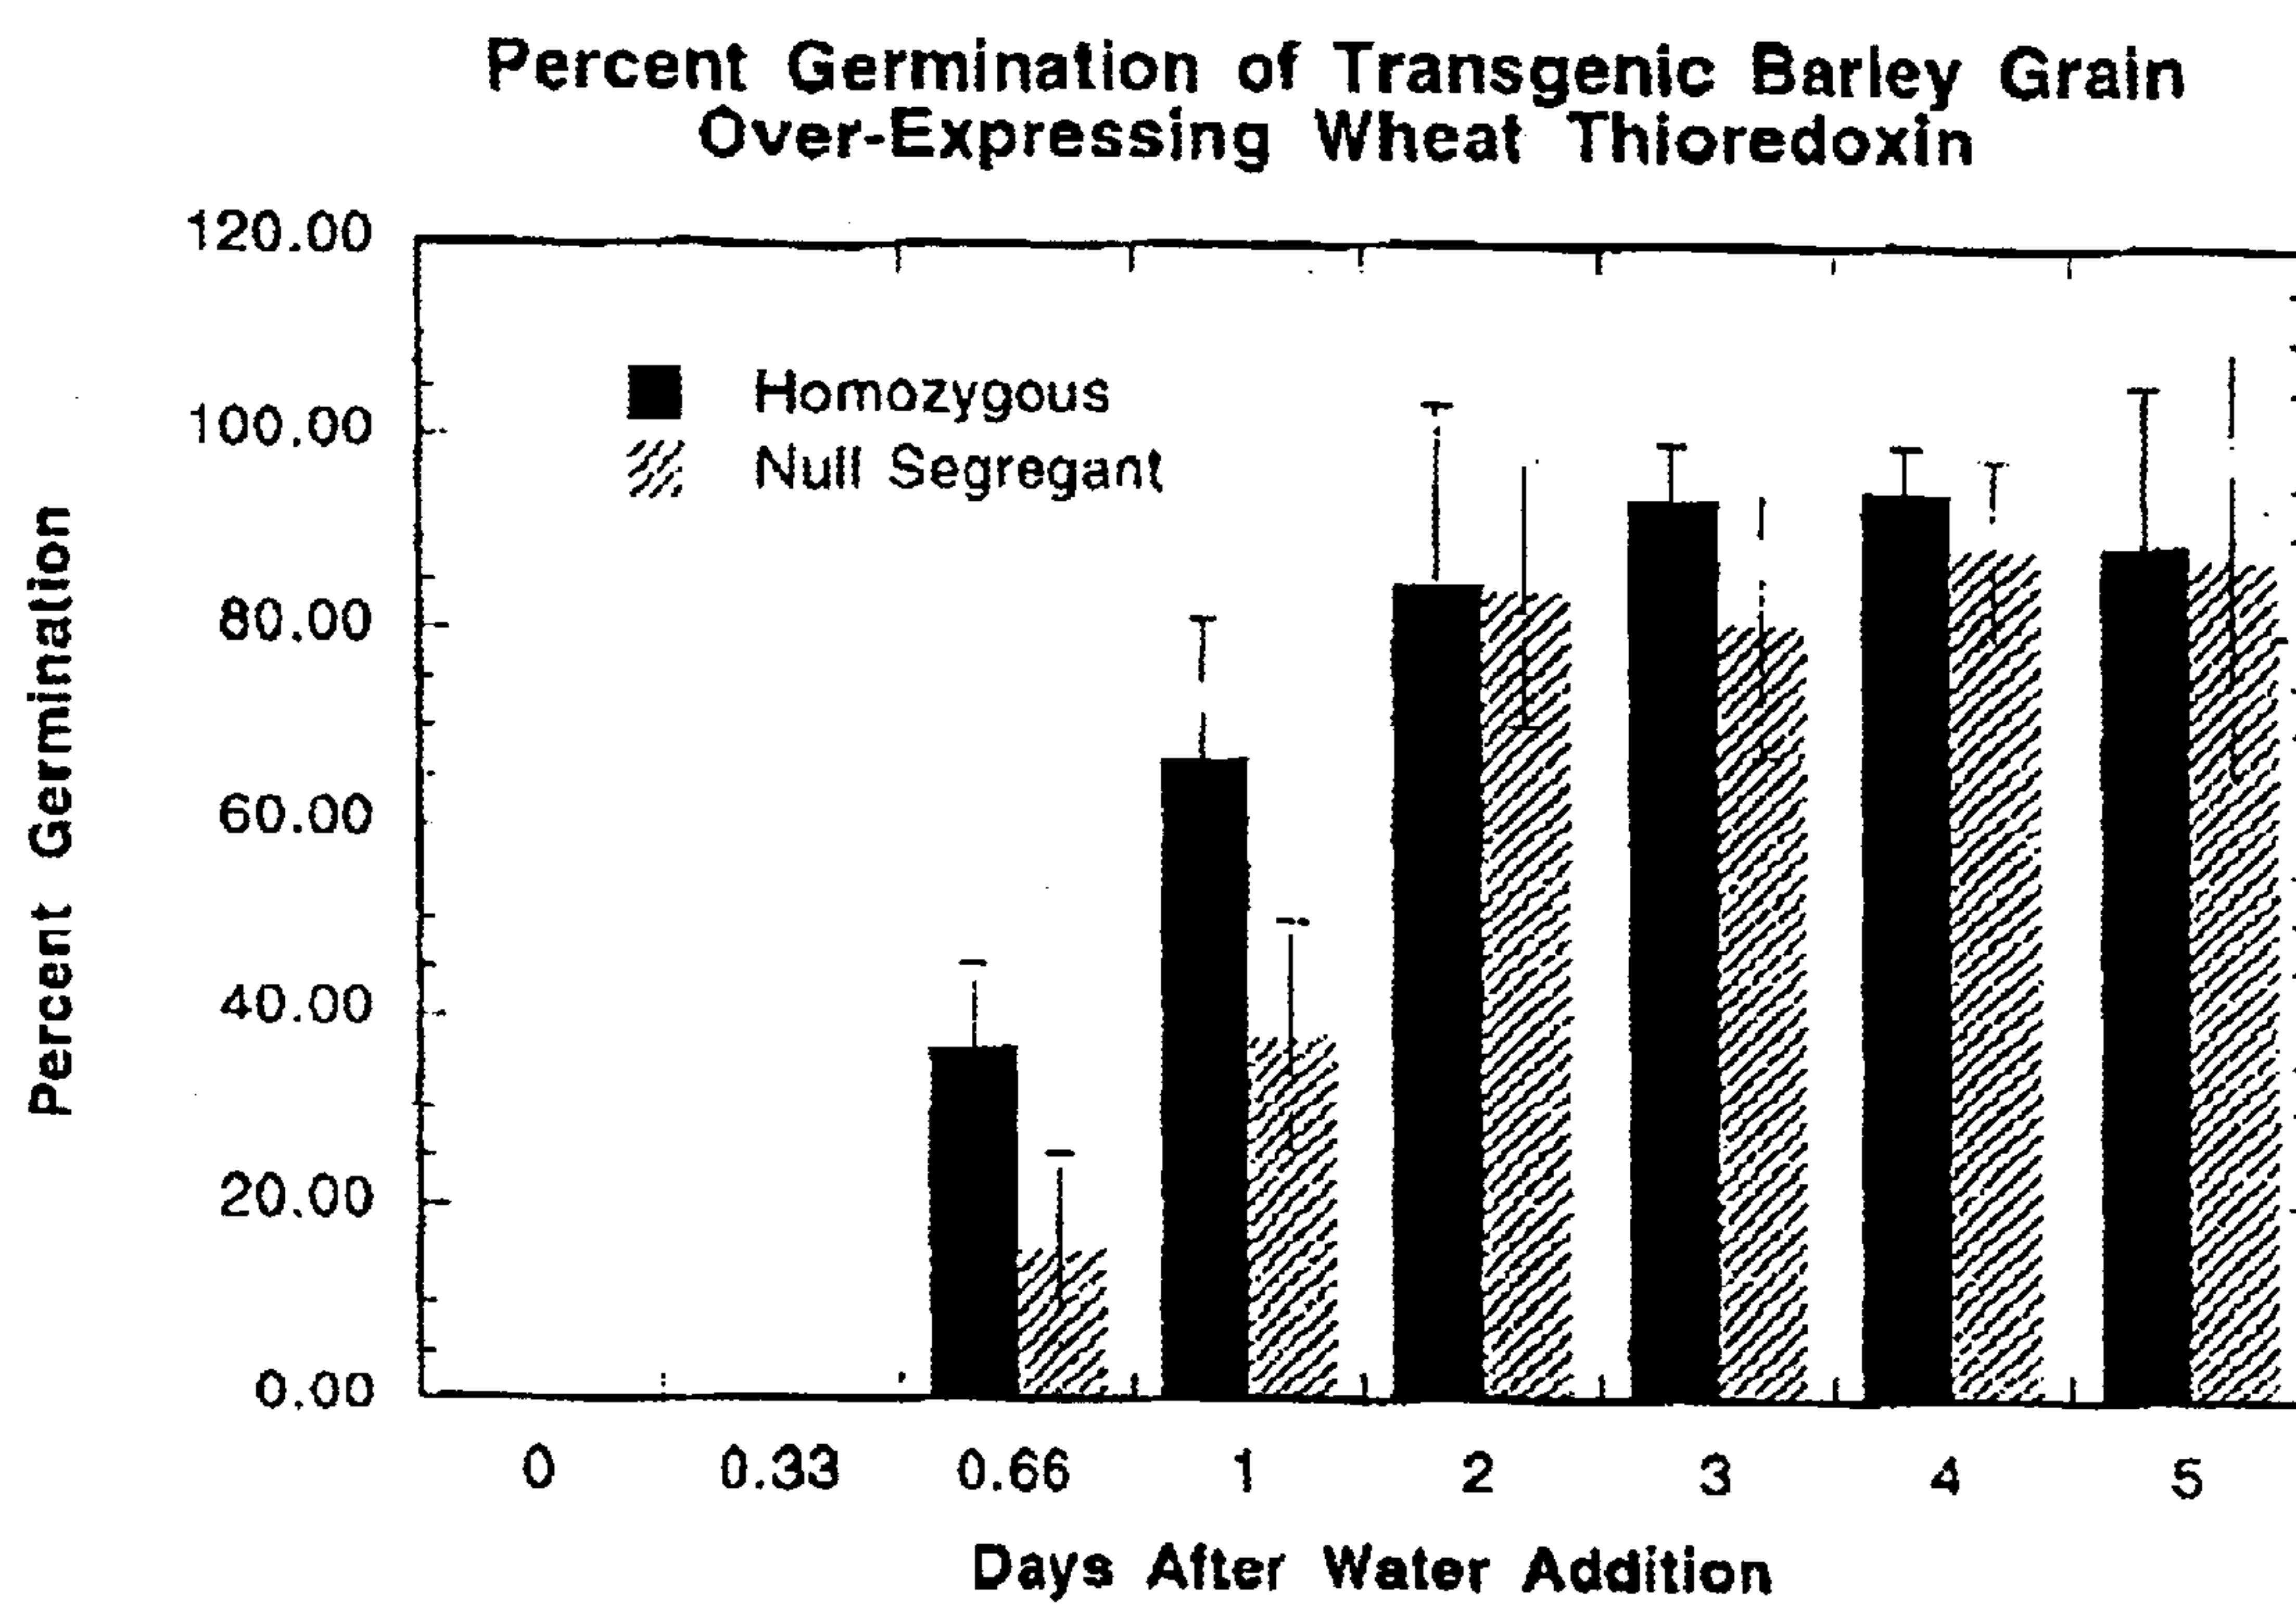 Percent Germination of Transgenic Barley Grain
Over-Expressing Wheat Thioredoxin
120.00
100.00
80.00
60.00
40.00
20.00
0.00
Percent Germination
Homozygous
Null Segregant
0 0.33 0.66 1 2 3 4 5
Days After Water Addition